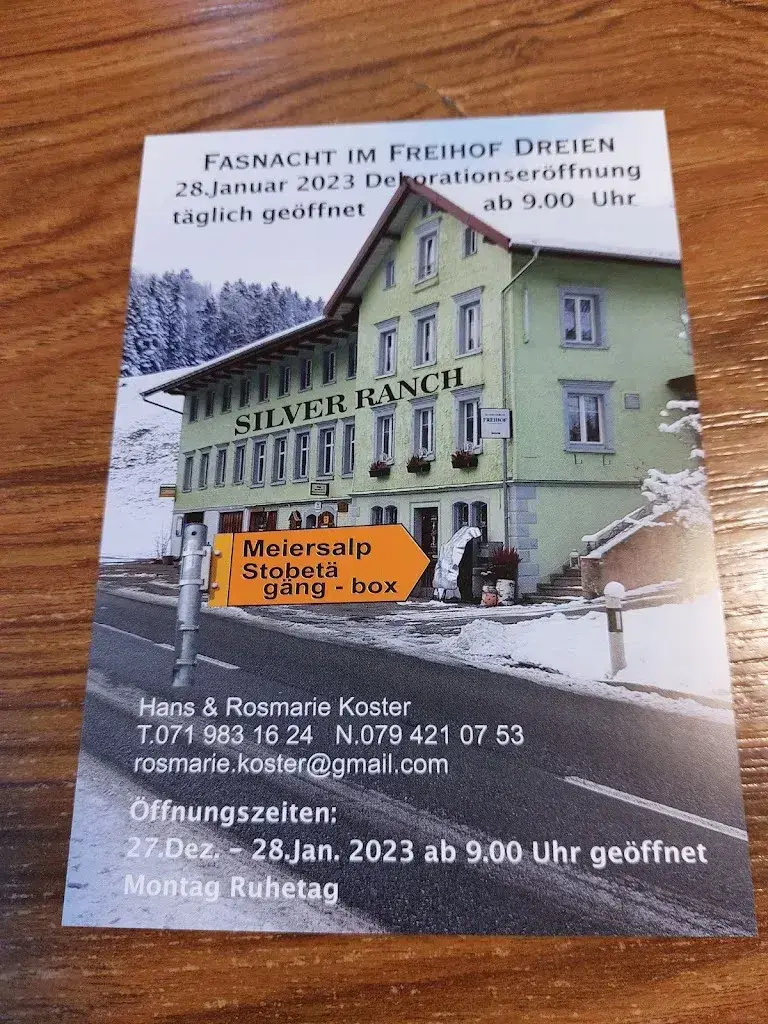 FASNACHT IM FREIHOF DREIEN
28.Januar 2023 Dekorationseröffnung
täglich geöffnet ab 9.00 Uhr
SILVER RANCH
FREIHOF
Meiersalp
Stobetä
gäng - box
Hans & Rosmarie Koster
T.071 983 16 24 N.079 421 07 53
rosmarie.koster@gmail.com
Öffnungszeiten:
27.Dez. – 28.Jan. 2023 ab 9.00 Uhr geöffnet
Montag Ruhetag